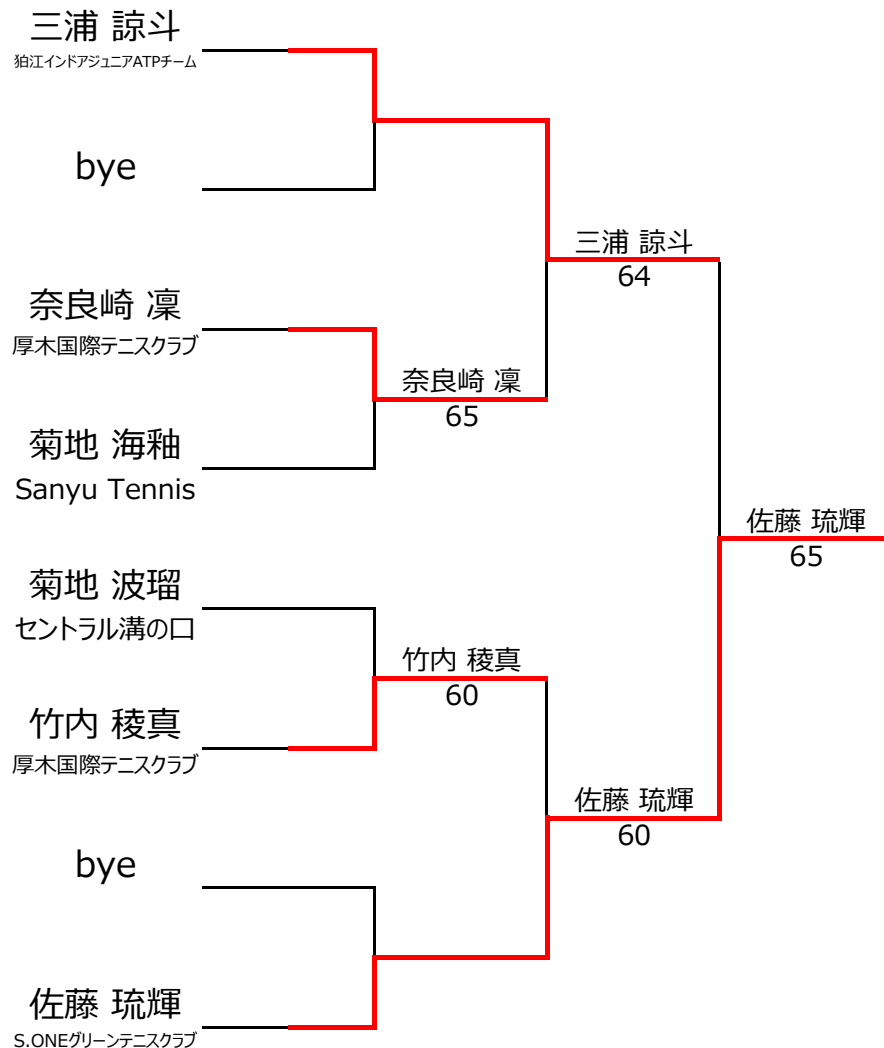 三浦 諒斗
狛江インドアジュニアATPチーム
bye
奈良崎 凜
厚木国際テニスクラブ
菊地 海釉
Sanyu Tennis
菊地 波瑠
セントラル溝の口
竹内 稜真
厚木国際テニスクラブ
bye
佐藤 琉輝
S.ONEグリーンテニスクラブ
奈良崎 凜
65
竹内 稜真
60
三浦 諒斗
64
佐藤 琉輝
60
佐藤 琉輝
65